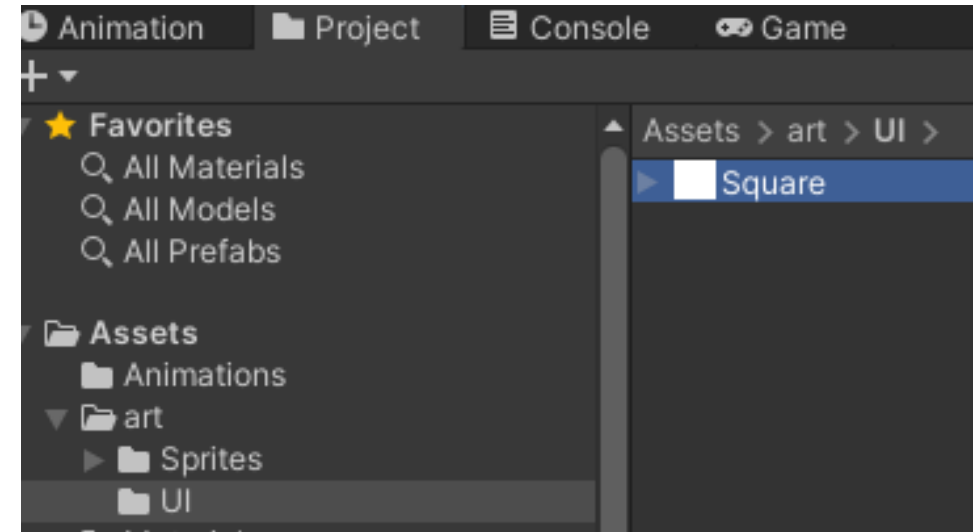 Animation Project Console Game
Favorites
All Materials
All Models
All Prefabs
Assets
Animations
art
Sprites
UI
Assets > art > UI >
Square